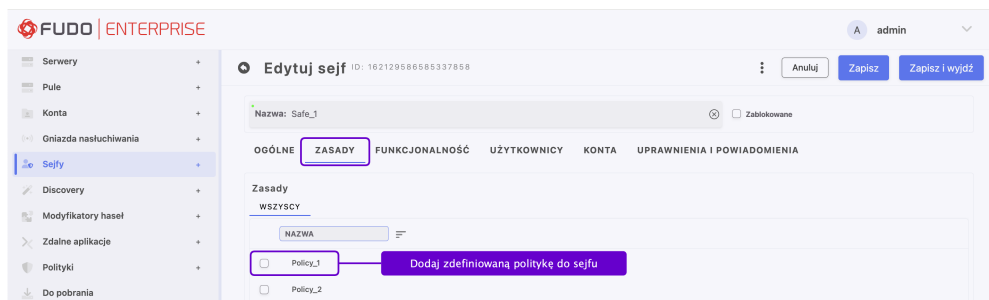 FUDO ENTERPRISE
A admin
Serwery +
Pule +
Konta +
Gniazda nasłuchiwania +
Sejfy +
Discovery +
Modyfikatory haseł +
Zdalne aplikacje +
Polityki +
Do pobrania
Edytuj sejf ID: 1621295865853378​58
Anuluj Zapisz Zapisz i wyjdź
Nazwa: Safe_1
Zablokowane
OGÓLNE ZASADY FUNKCJONALNOŚĆ UŻYTKOWNICY KONTA UPRAWNIENIA I POWIADOMIENIA
Zasady
WSZYSCY
NAZWA
Policy_1 Dodaj zdefiniowaną politykę do sejfu
Policy_2